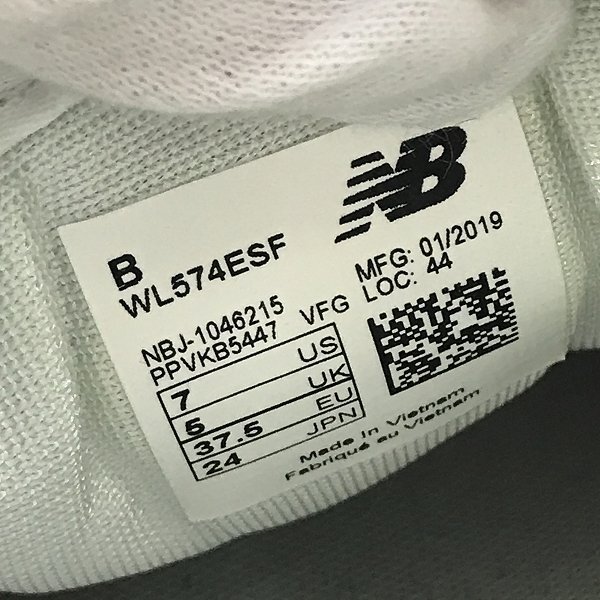 NB
B
WL574ESF
MFG: 01/2019
LOC: 44
NBJ-1046215
PPVKB5447 VFG
7 US
5 UK
37.5 EU
24 JPN
Made In Vietnam
Fabriqué au Vietnam